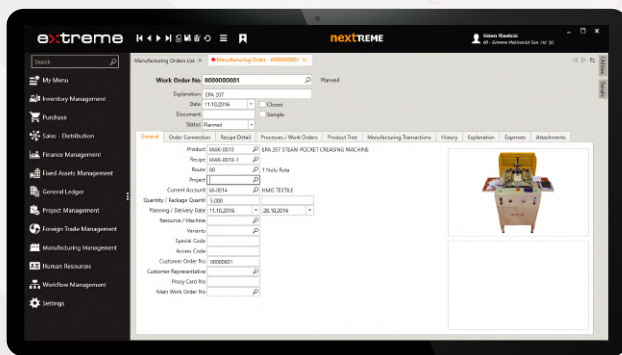 extreme
nextREME
Search
My Menu
Inventory Management
Purchase
Sales - Distribution
Finance Management
Fixed Assets Management
General Ledger
Project Management
Foreign Trade Management
Manufacturing Management
Human Resources
Workflow Management
Settings
Manufacturing Orders List ×
Manufacturing Order - 0000000001 ×
Utilities
Details
Work Order No 0000000001 Planned
Explanation EPA 207
Date 11.10.2016 Closed
Document Sample
Status Planned
General Order Connection Recipe Detail Processes / Work Orders Product Tree Manufacturing Transactions History Explanation Expenses Attachments
Product MAK-0010 EPA 207 STEAM POCKET CREASING MACHINE
Recipe MAK-0010-1
Route 00 1 Nolu Rota
Project
Current Account M-0014 HMG TEXTILE
Quantity / Package Quantit 5.000
Planning / Delivery Date 11.10.2016 28.10.2016
Resource / Machine
Variants
Special Code
Access Code
Customer Order No 00000001
Customer Representative
Proxy Card No
Main Work Order No